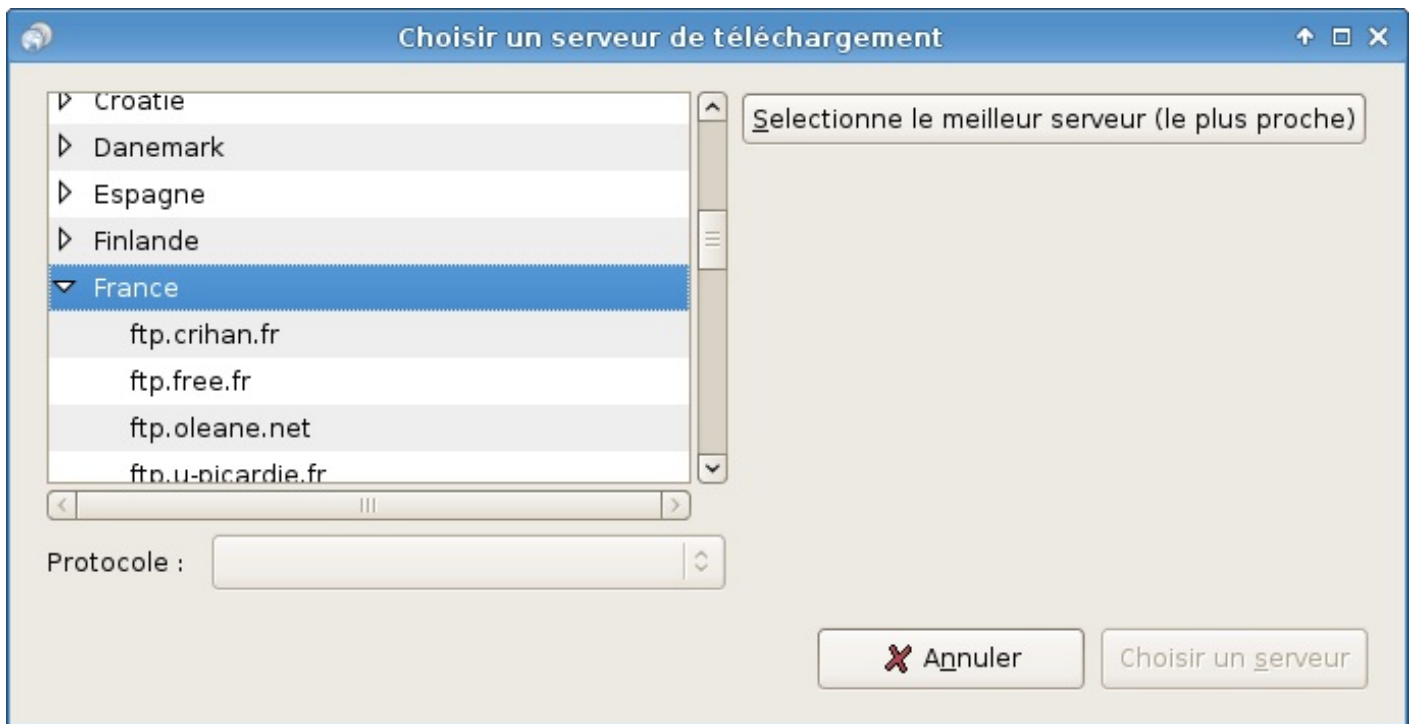 Choisir un serveur de téléchargement
Croatie
Selectionne le meilleur serveur (le plus proche)
Danemark
Espagne
Finlande
France
ftp.crihan.fr
ftp.free.fr
ftp.oleane.net
ftp.u-picardie.fr
Protocole :
Annuler
Choisir un serveur